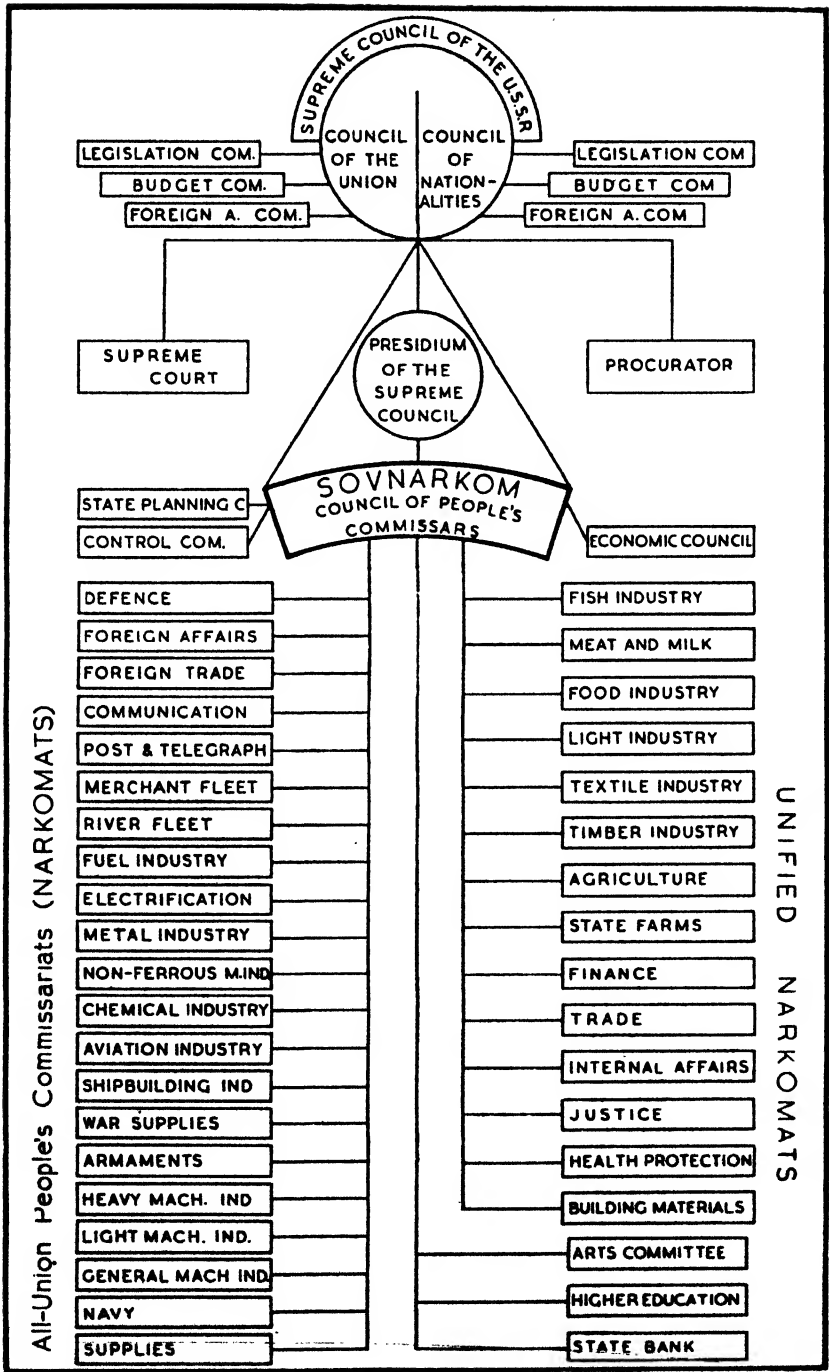 SUPREME COUNCIL OF THE U.S.S.R
COUNCIL
OF THE
UNION
COUNCIL
OF
NATION-
ALITIES
LEGISLATION COM.
BUDGET COM.
FOREIGN A. COM.
LEGISLATION COM
BUDGET COM
FOREIGN A. COM
SUPREME
COURT
PRESIDIUM
OF THE
SUPREME
COUNCIL
PROCURATOR
SOVNARKOM
COUNCIL OF PEOPLE'S
COMMISSARS
STATE PLANNING C
CONTROL COM.
ECONOMIC COUNCIL
All-Union People's Commissariats (NARKOMATS)
DEFENCE
FOREIGN AFFAIRS
FOREIGN TRADE
COMMUNICATION
POST & TELEGRAPH
MERCHANT FLEET
RIVER FLEET
FUEL INDUSTRY
ELECTRIFICATION
METAL INDUSTRY
NON-FERROUS M.IND
CHEMICAL INDUSTRY
AVIATION INDUSTRY
SHIPBUILDING IND
WAR SUPPLIES
ARMAMENTS
HEAVY MACH. IND
LIGHT MACH. IND.
GENERAL MACH IND.
NAVY
SUPPLIES
FISH INDUSTRY
MEAT AND MILK
FOOD INDUSTRY
LIGHT INDUSTRY
TEXTILE INDUSTRY
TIMBER INDUSTRY
AGRICULTURE
STATE FARMS
FINANCE
TRADE
INTERNAL AFFAIRS
JUSTICE
HEALTH PROTECTION
BUILDING MATERIALS
ARTS COMMITTEE
HIGHER EDUCATION
STATE BANK
UNIFIED NARKOMATS